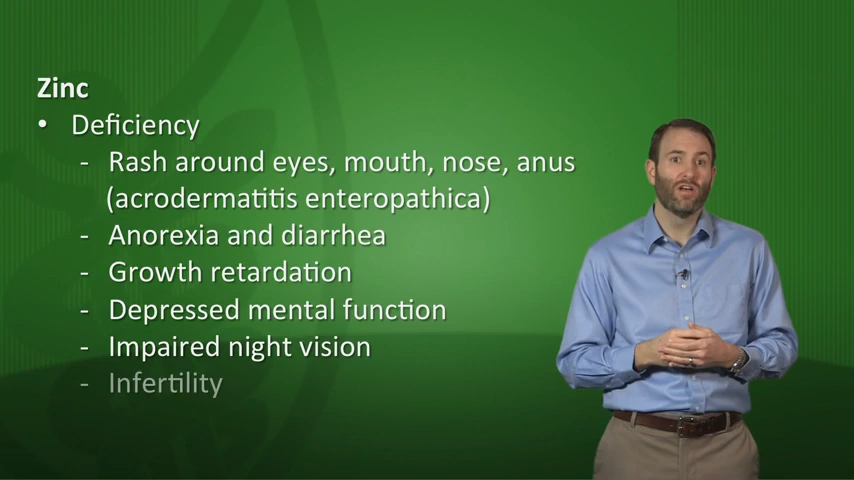 Zinc
• Deficiency
- Rash around eyes, mouth, nose, anus
(acrodermatitis enteropathica)
- Anorexia and diarrhea
- Growth retardation
- Depressed mental function
- Impaired night vision
- Infertility